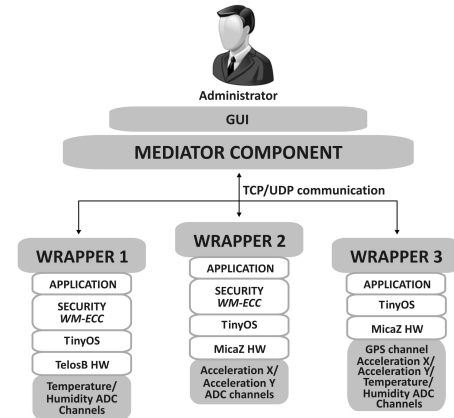 Administrator
GUI
MEDIATOR COMPONENT
TCP/UDP communication
WRAPPER 1
APPLICATION
SECURITY
WM-ECC
TinyOS
TelosB HW
Temperature/
Humidity ADC
Channels
WRAPPER 2
APPLICATION
SECURITY
WM-ECC
TinyOS
MicaZ HW
Acceleration X/
Acceleration Y
ADC channels
WRAPPER 3
APPLICATION
TinyOS
MicaZ HW
GPS channel
Acceleration X/
Acceleration Y/
Temperature/
Humidity ADC
Channels